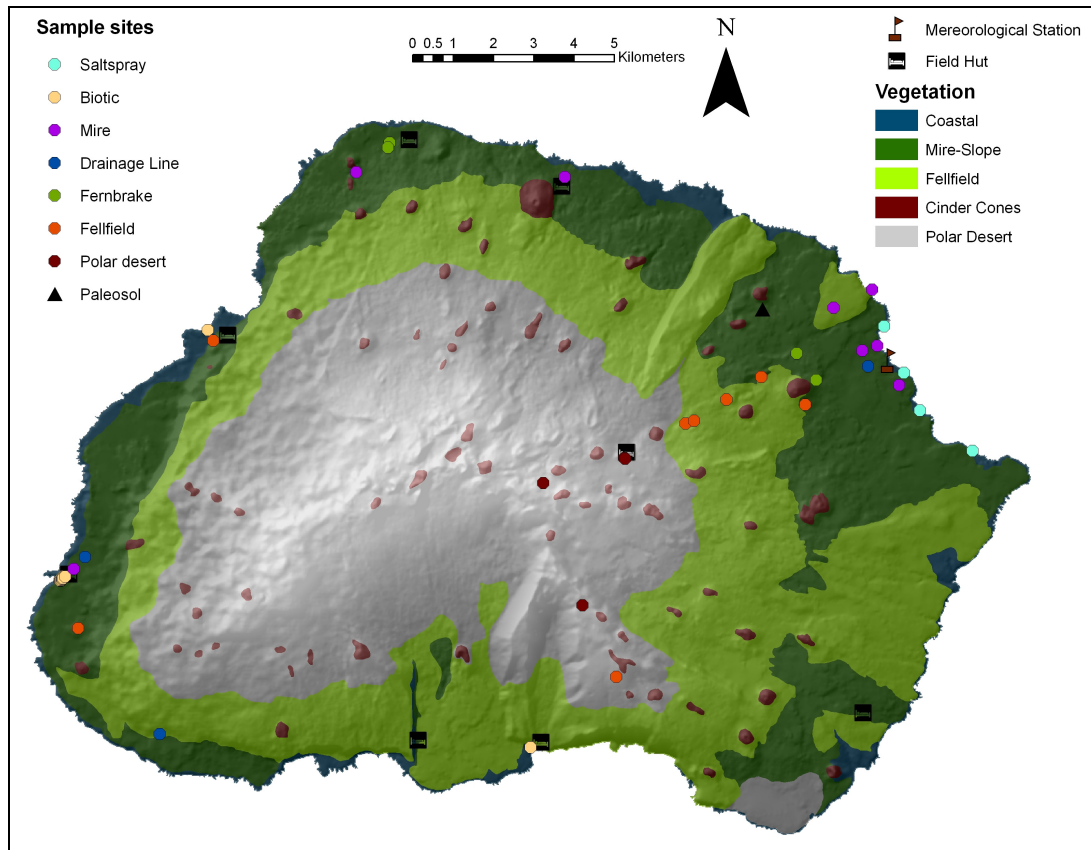 Sample sites
Saltspray
Biotic
Mire
Drainage Line
Fernbrake
Fellfield
Polar desert
Paleosol
0 0.5 1 2 3 4 5
Kilometers
N
Mereorological Station
Field Hut
Vegetation
Coastal
Mire-Slope
Fellfield
Cinder Cones
Polar Desert